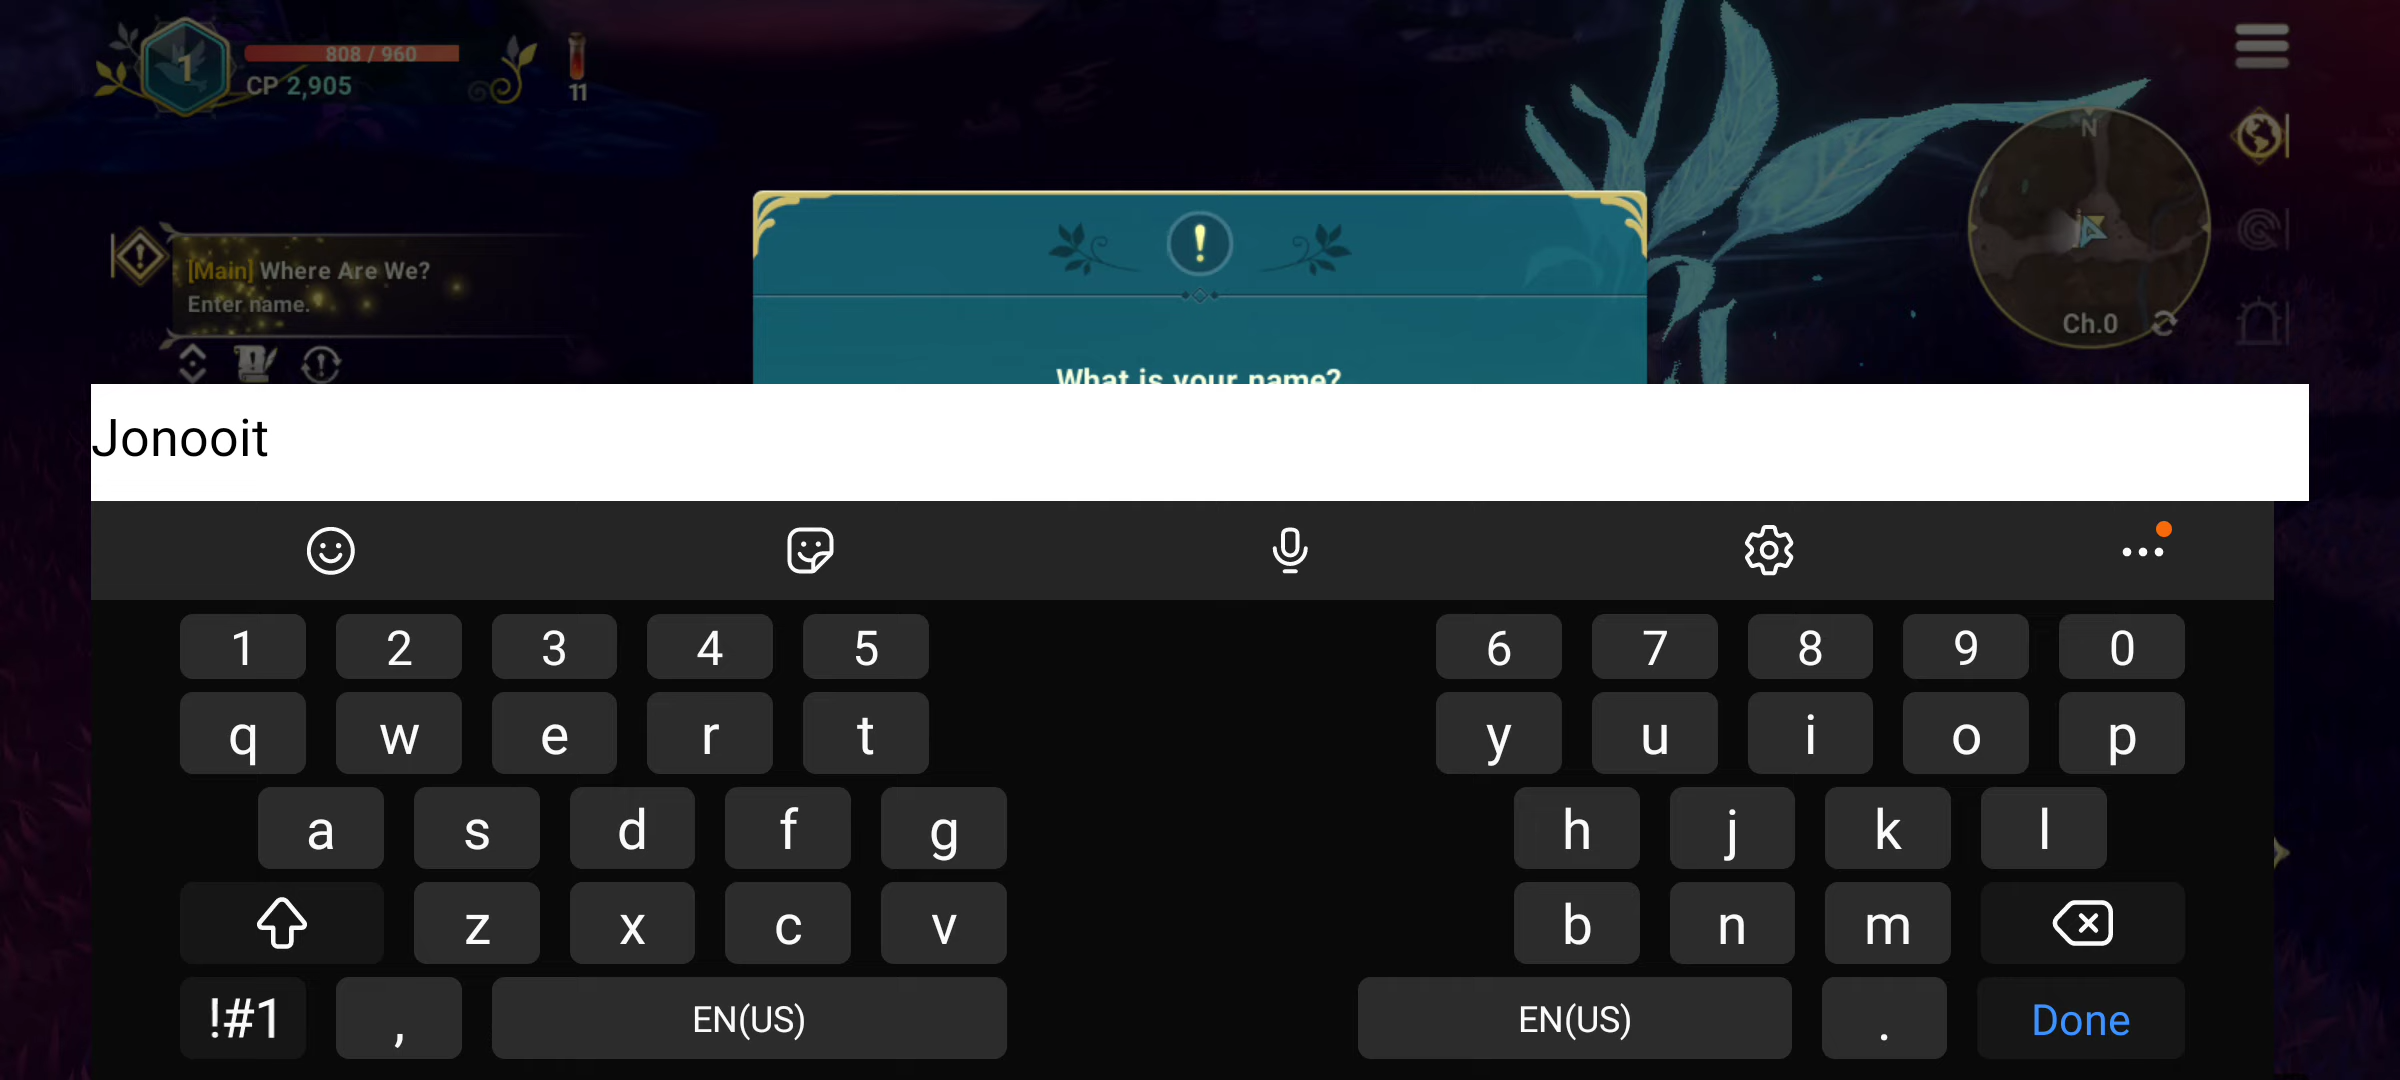 1
808 / 960
CP 2,905
11
N
[Main] Where Are We?
Enter name.
Ch.0
What is your name?
Jonooit
1 2 3 4 5 6 7 8 9 0
q w e r t y u i o p
a s d f g h j k l
z x c v b n m
!#1 , EN(US) EN(US) . Done